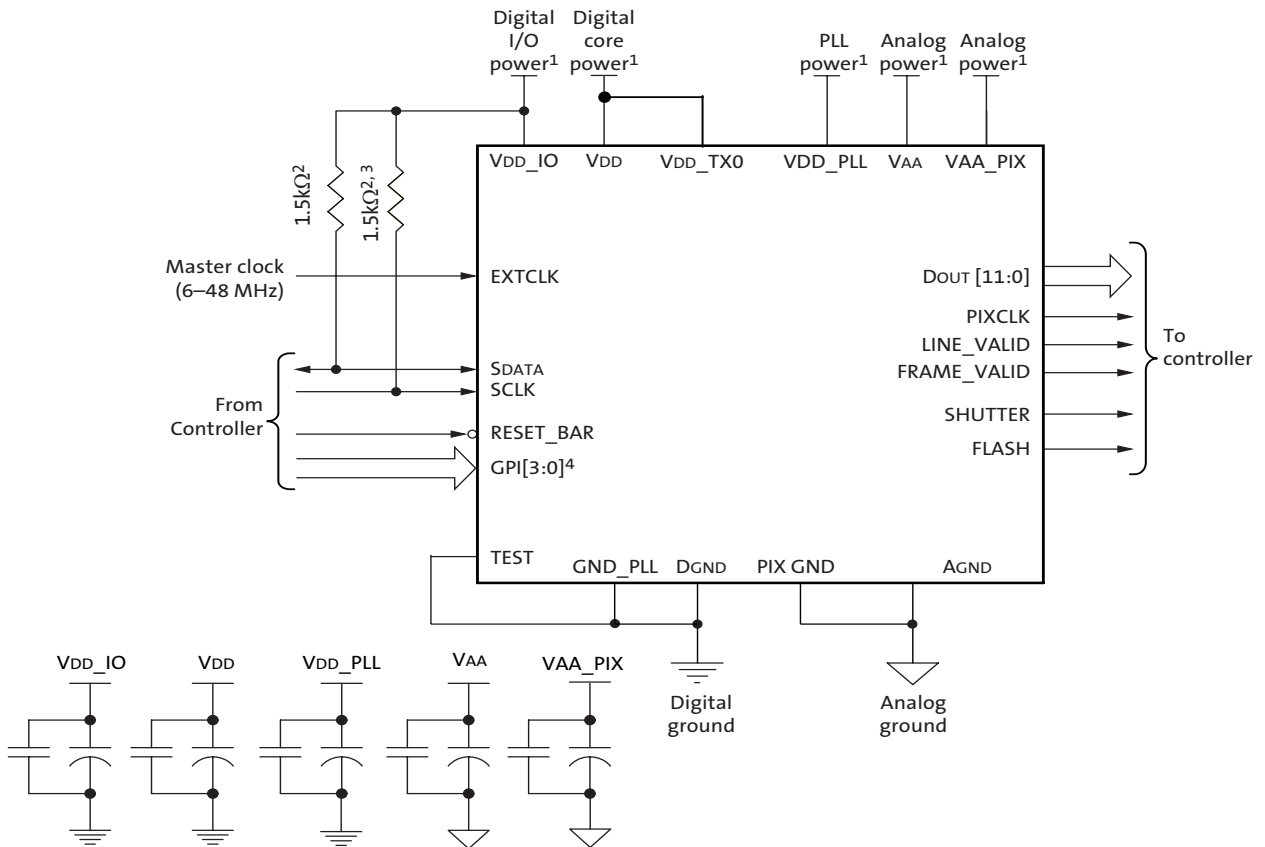 Digital
I/O
power¹
Digital
core
power¹
PLL
power¹
Analog
power¹
Analog
power¹
VDD_IO
VDD
VDD_TX0
VDD_PLL
VAA
VAA_PIX
1.5kΩ²
1.5kΩ²,³
Master clock
(6–48 MHz)
EXTCLK
DOUT [11:0]
PIXCLK
LINE_VALID
FRAME_VALID
SHUTTER
FLASH
To
controller
From
Controller
SDATA
SCLK
RESET_BAR
GPI[3:0]⁴
TEST
GND_PLL
DGND
PIX GND
AGND
Digital
ground
Analog
ground
VDD_IO
VDD
VDD_PLL
VAA
VAA_PIX